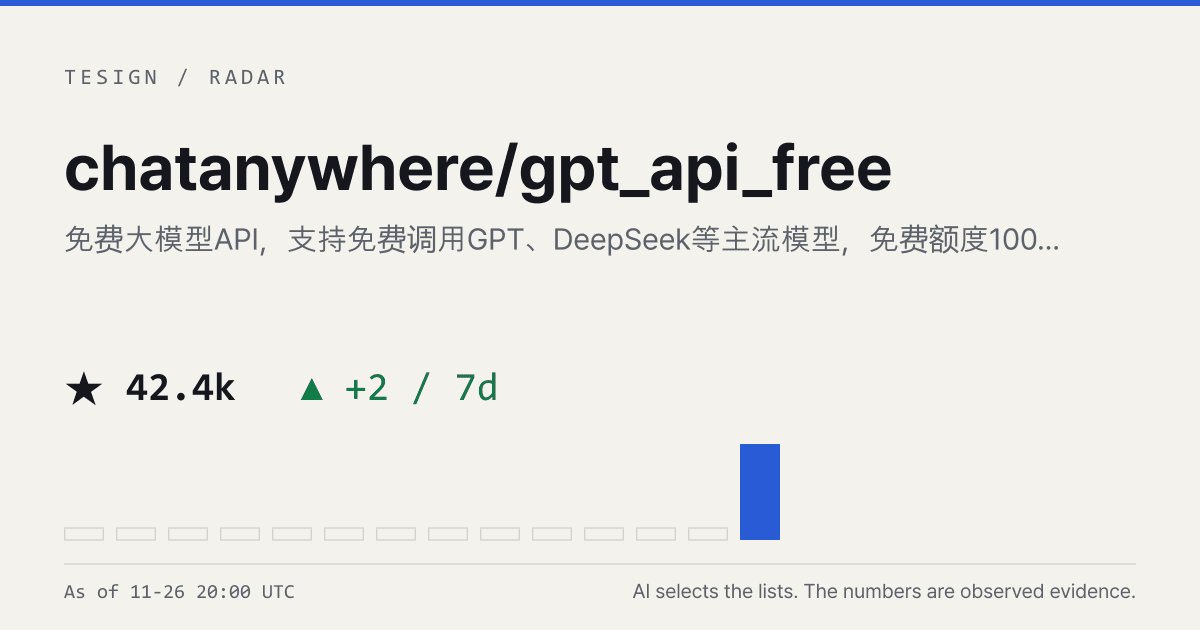 TESIGN / RADAR
chatanywhere/gpt_api_free
免费大模型API，支持免费调用GPT、DeepSeek等主流模型，免费额度100...
★ 42.4k ▲ +2 / 7d
As of 11-26 20:00 UTC
AI selects the lists. The numbers are observed evidence.